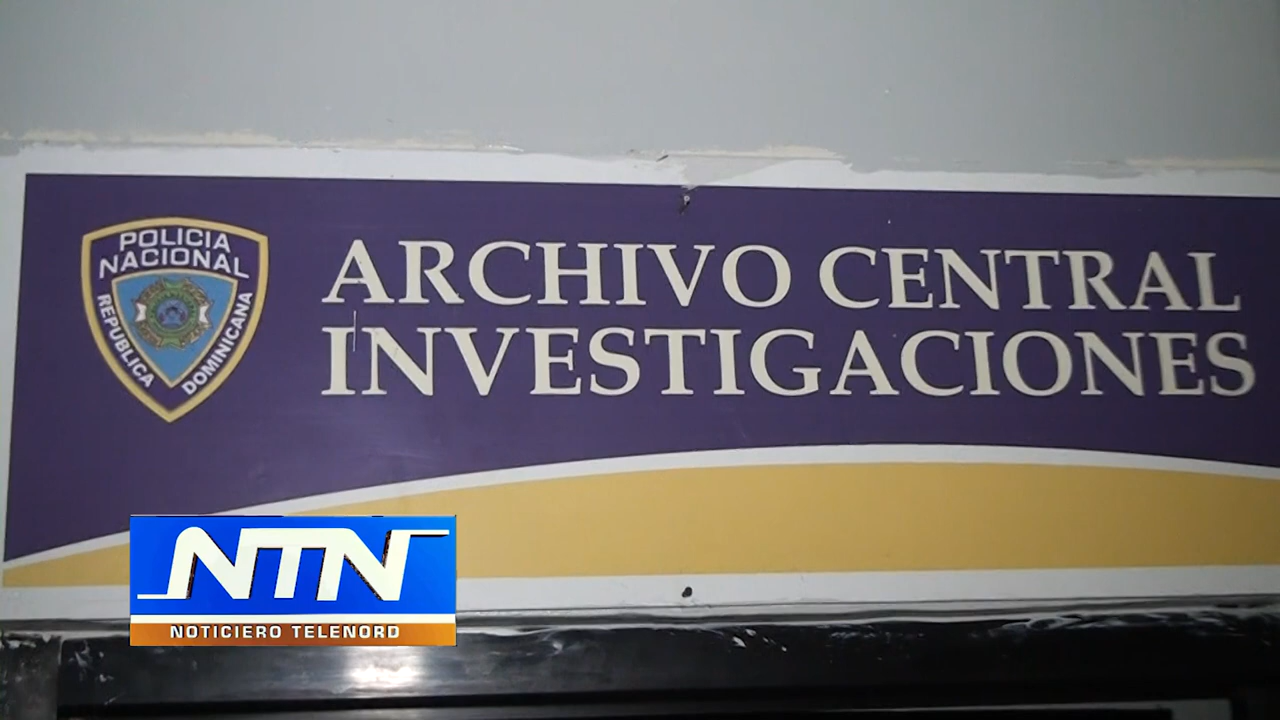 POLICIA
NACIONAL
REPUBLICA
DOMINICANA
ARCHIVO CENTRAL
INVESTIGACIONES
NTN
NOTICIERO TELENORD